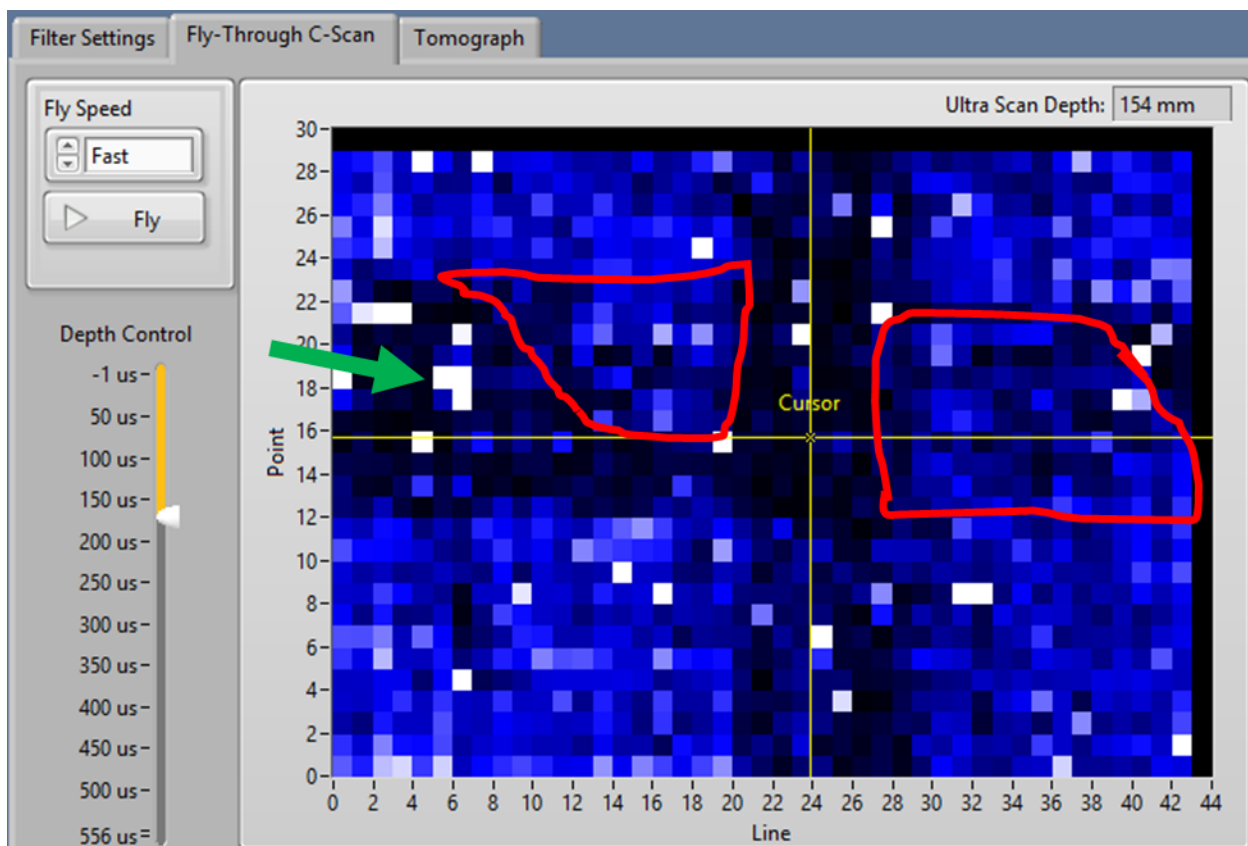 Filter Settings
Fly-Through C-Scan
Tomograph
Fly Speed
Fast
Fly
Depth Control
-1 us
50 us
100 us
150 us
200 us
250 us
300 us
350 us
400 us
450 us
500 us
556 us
Ultra Scan Depth: 154 mm
30
28
26
24
22
20
18
16
14
12
10
8
6
4
2
0
Point
Cursor
0 2 4 6 8 10 12 14 16 18 20 22 24 26 28 30 32 34 36 38 40 42 44
Line